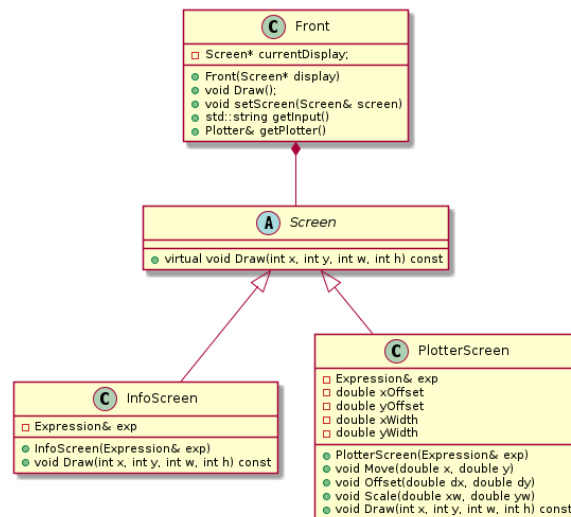 C Front
Screen* currentDisplay;
Front(Screen* display)
void Draw();
void setScreen(Screen& screen)
std::string getInput()
Plotter& getPlotter()
A Screen
virtual void Draw(int x, int y, int w, int h) const
C InfoScreen
Expression& exp
InfoScreen(Expression& exp)
void Draw(int x, int y, int w, int h) const
C PlotterScreen
Expression& exp
double xOffset
double yOffset
double xWidth
double yWidth
PlotterScreen(Expression& exp)
void Move(double x, double y)
void Offset(double dx, double dy)
void Scale(double xw, double yw)
void Draw(int x, int y, int w, int h) const